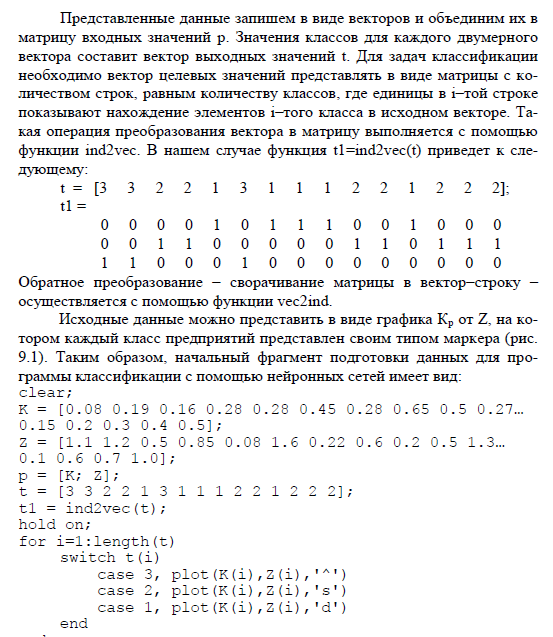 Представленные данные запишем в виде векторов и объединим их в
матрицу входных значений p. Значения классов для каждого двумерного
вектора составит вектор выходных значений t. Для задач классификации
необходимо вектор целевых значений представлять в виде матрицы с ко-
личеством строк, равным количеству классов, где единицы в i–той строке
показывают нахождение элементов i–того класса в исходном векторе. Та-
кая операция преобразования вектора в матрицу выполняется с помощью
функции ind2vec. В нашем случае функция t1=ind2vec(t) приведет к сле-
дующему:
t = [3 3 2 2 1 3 1 1 1 2 2 1 2 2 2];
t1 =
0 0 0 0 1 0 1 1 1 0 0 1 0 0 0
0 0 1 1 0 0 0 0 0 1 1 0 1 1 1
1 1 0 0 0 1 0 0 0 0 0 0 0 0 0
Обратное преобразование – сворачивание матрицы в вектор–строку –
осуществляется с помощью функции vec2ind.
Исходные данные можно представить в виде графика Kp от Z, на ко-
тором каждый класс предприятий представлен своим типом маркера (рис.
9.1). Таким образом, начальный фрагмент подготовки данных для про-
граммы классификации с помощью нейронных сетей имеет вид:
clear;
K = [0.08 0.19 0.16 0.28 0.28 0.45 0.28 0.65 0.5 0.27…
0.15 0.2 0.3 0.4 0.5];
Z = [1.1 1.2 0.5 0.85 0.08 1.6 0.22 0.6 0.2 0.5 1.3…
0.1 0.6 0.7 1.0];
p = [K; Z];
t = [3 3 2 2 1 3 1 1 1 2 2 1 2 2 2];
t1 = ind2vec(t);
hold on;
for i=1:length(t)
switch t(i)
case 3, plot(K(i),Z(i),'^')
case 2, plot(K(i),Z(i),'s')
case 1, plot(K(i),Z(i),'d')
end